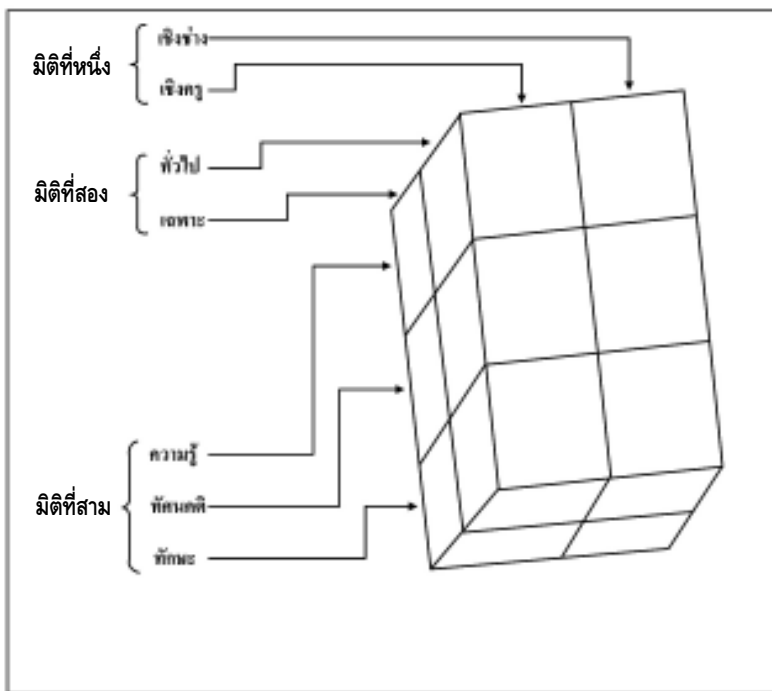 เชิงช่าง
มิติที่หนึ่ง
เชิงครู
ทั่วไป
มิติที่สอง
เฉพาะ
ความรู้
มิติที่สาม
ทัศนคติ
ทักษะ